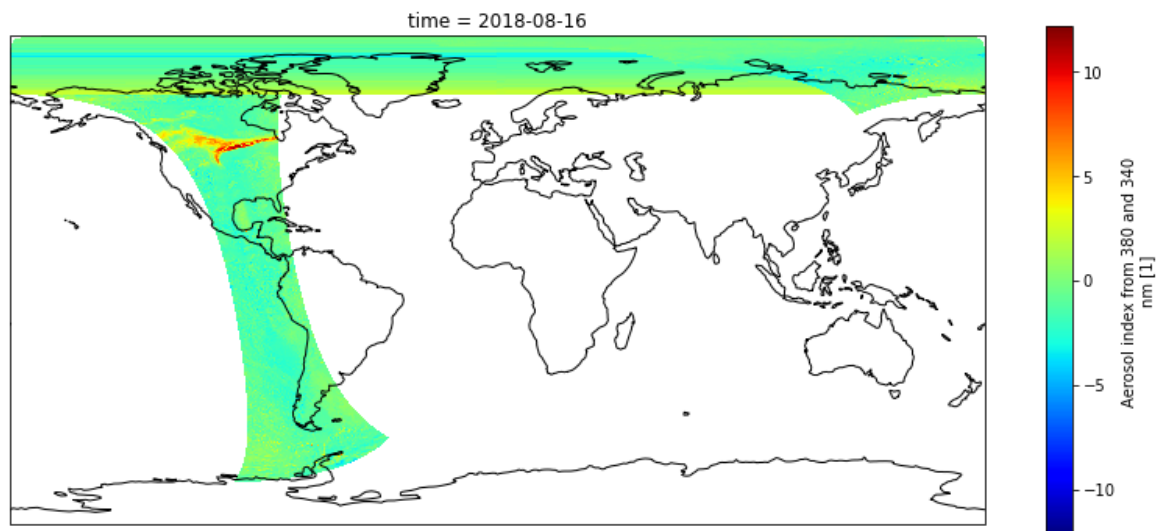 time = 2018-08-16
10
5
0
−5
−10
Aerosol index from 380 and 340
nm [1]